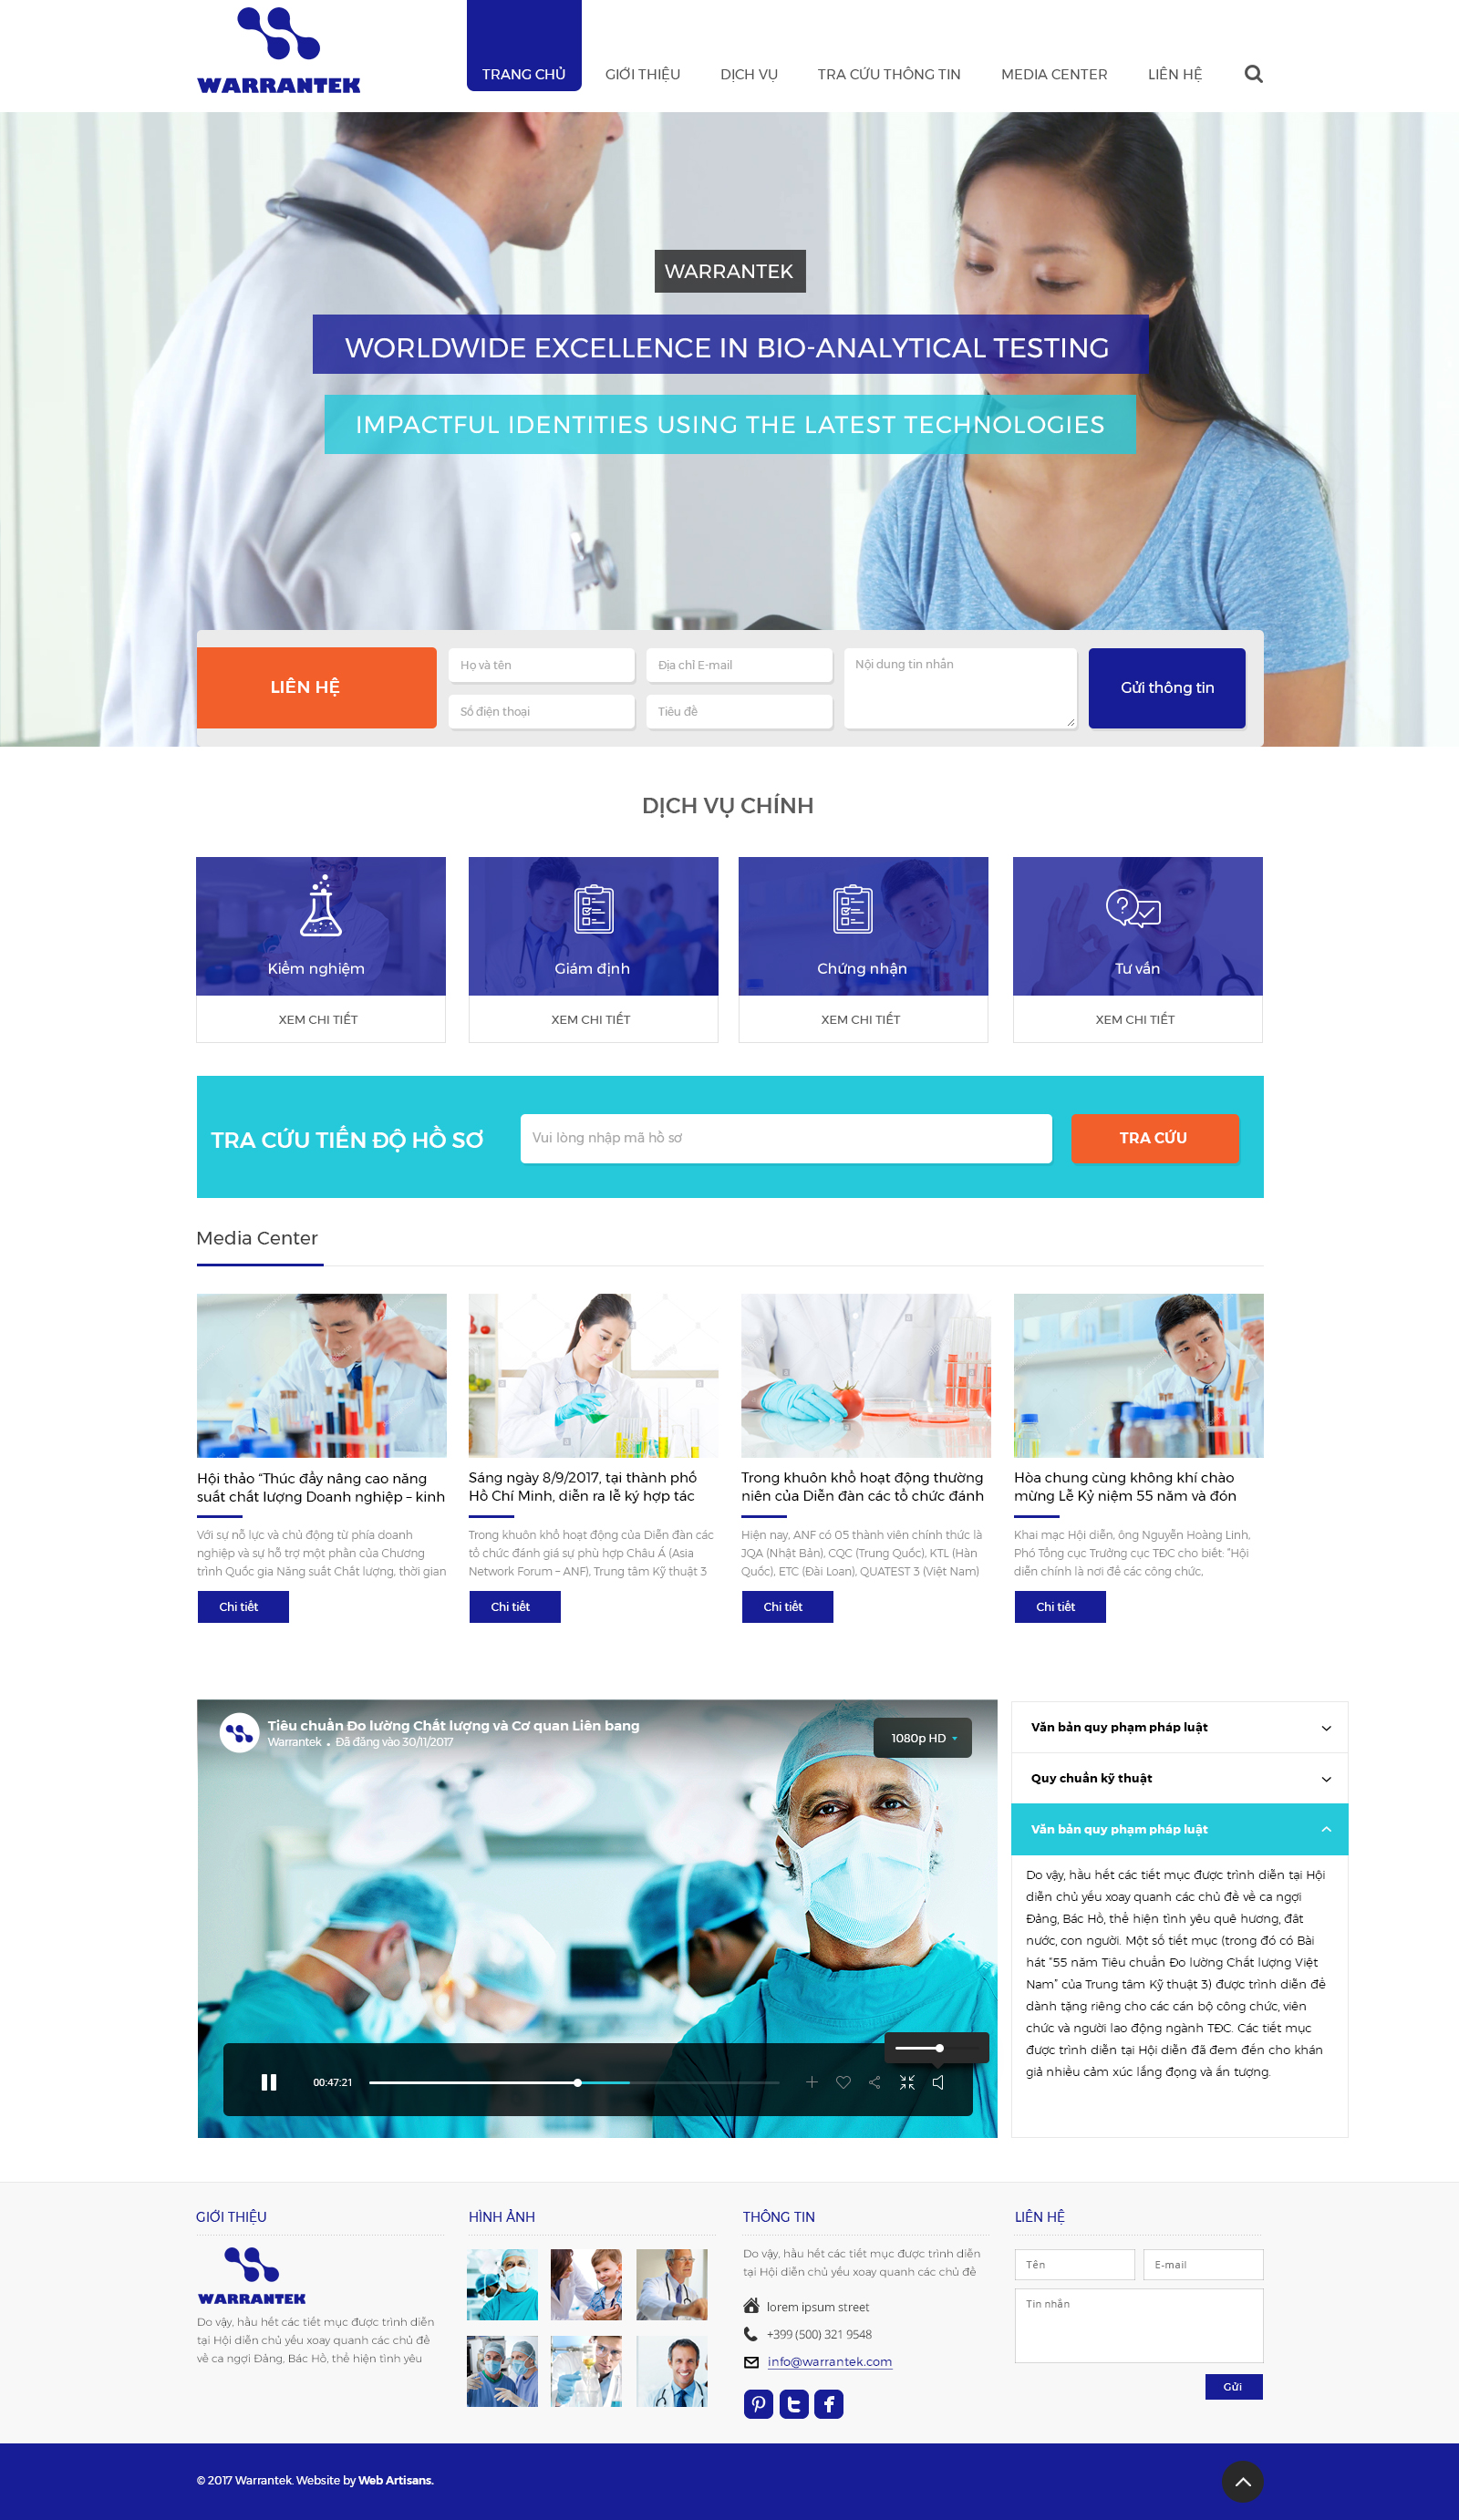 WARRANTEK
TRANG CHỦ
GIỚI THIỆU
DỊCH VỤ
TRA CỨU THÔNG TIN
MEDIA CENTER
LIÊN HỆ
WARRANTEK
WORLDWIDE EXCELLENCE IN BIO-ANALYTICAL TESTING
IMPACTFUL IDENTITIES USING THE LATEST TECHNOLOGIES
LIÊN HỆ
Họ và tên
Địa chỉ E-mail
Nội dung tin nhắn
Gửi thông tin
Số điện thoại
Tiêu đề
DỊCH VỤ CHÍNH
Kiểm nghiệm
Giám định
Chứng nhận
Tư vấn
XEM CHI TIẾT
XEM CHI TIẾT
XEM CHI TIẾT
XEM CHI TIẾT
TRA CỨU TIẾN ĐỘ HỒ SƠ
Vui lòng nhập mã hồ sơ
TRA CỨU
Media Center
Hội thảo “Thúc đẩy nâng cao năng
suất chất lượng Doanh nghiệp – kinh
Với sự nỗ lực và chủ động từ phía doanh
nghiệp và sự hỗ trợ một phần của Chương
trình Quốc gia Năng suất Chất lượng, thời gian
Chi tiết
Sáng ngày 8/9/2017, tại thành phố
Hồ Chí Minh, diễn ra lễ ký hợp tác
Trong khuôn khổ hoạt động của Diễn đàn các
tổ chức đánh giá sự phù hợp Châu Á (Asia
Network Forum – ANF), Trung tâm Kỹ thuật 3
Chi tiết
Trong khuôn khổ hoạt động thường
niên của Diễn đàn các tổ chức đánh
Hiện nay, ANF có 05 thành viên chính thức là
JQA (Nhật Bản), CQC (Trung Quốc), KTL (Hàn
Quốc), ETC (Đài Loan), QUATEST 3 (Việt Nam)
Chi tiết
Hòa chung cùng không khí chào
mừng Lễ Kỷ niệm 55 năm và đón
Khai mạc Hội diễn, ông Nguyễn Hoàng Linh,
Phó Tổng cục Trưởng cục TĐC cho biết: “Hội
diễn chính là nơi để các công chức,
Chi tiết
Tiêu chuẩn Đo lường Chất lượng và Cơ quan Liên bang
Warrantek . Đã đăng vào 30/11/2017
1080p HD
00:47:21
Văn bản quy phạm pháp luật
Quy chuẩn kỹ thuật
Văn bản quy phạm pháp luật
Do vậy, hầu hết các tiết mục được trình diễn tại Hội
diễn chủ yếu xoay quanh các chủ đề về ca ngợi
Đảng, Bác Hồ, thể hiện tình yêu quê hương, đất
nước, con người. Một số tiết mục (trong đó có Bài
hát “55 năm Tiêu chuẩn Đo lường Chất lượng Việt
Nam” của Trung tâm Kỹ thuật 3) được trình diễn để
dành tặng riêng cho các cán bộ công chức, viên
chức và người lao động ngành TĐC. Các tiết mục
được trình diễn tại Hội diễn đã đem đến cho khán
giả nhiều cảm xúc lắng đọng và ấn tượng.
GIỚI THIỆU
WARRANTEK
Do vậy, hầu hết các tiết mục được trình diễn
tại Hội diễn chủ yếu xoay quanh các chủ đề
về ca ngợi Đảng, Bác Hồ, thể hiện tình yêu
HÌNH ẢNH
THÔNG TIN
Do vậy, hầu hết các tiết mục được trình diễn
tại Hội diễn chủ yếu xoay quanh các chủ đề
lorem ipsum street
+399 (500) 321 9548
info@warrantek.com
LIÊN HỆ
Tên
E-mail
Tin nhắn
Gửi
© 2017 Warrantek. Website by Web Artisans.